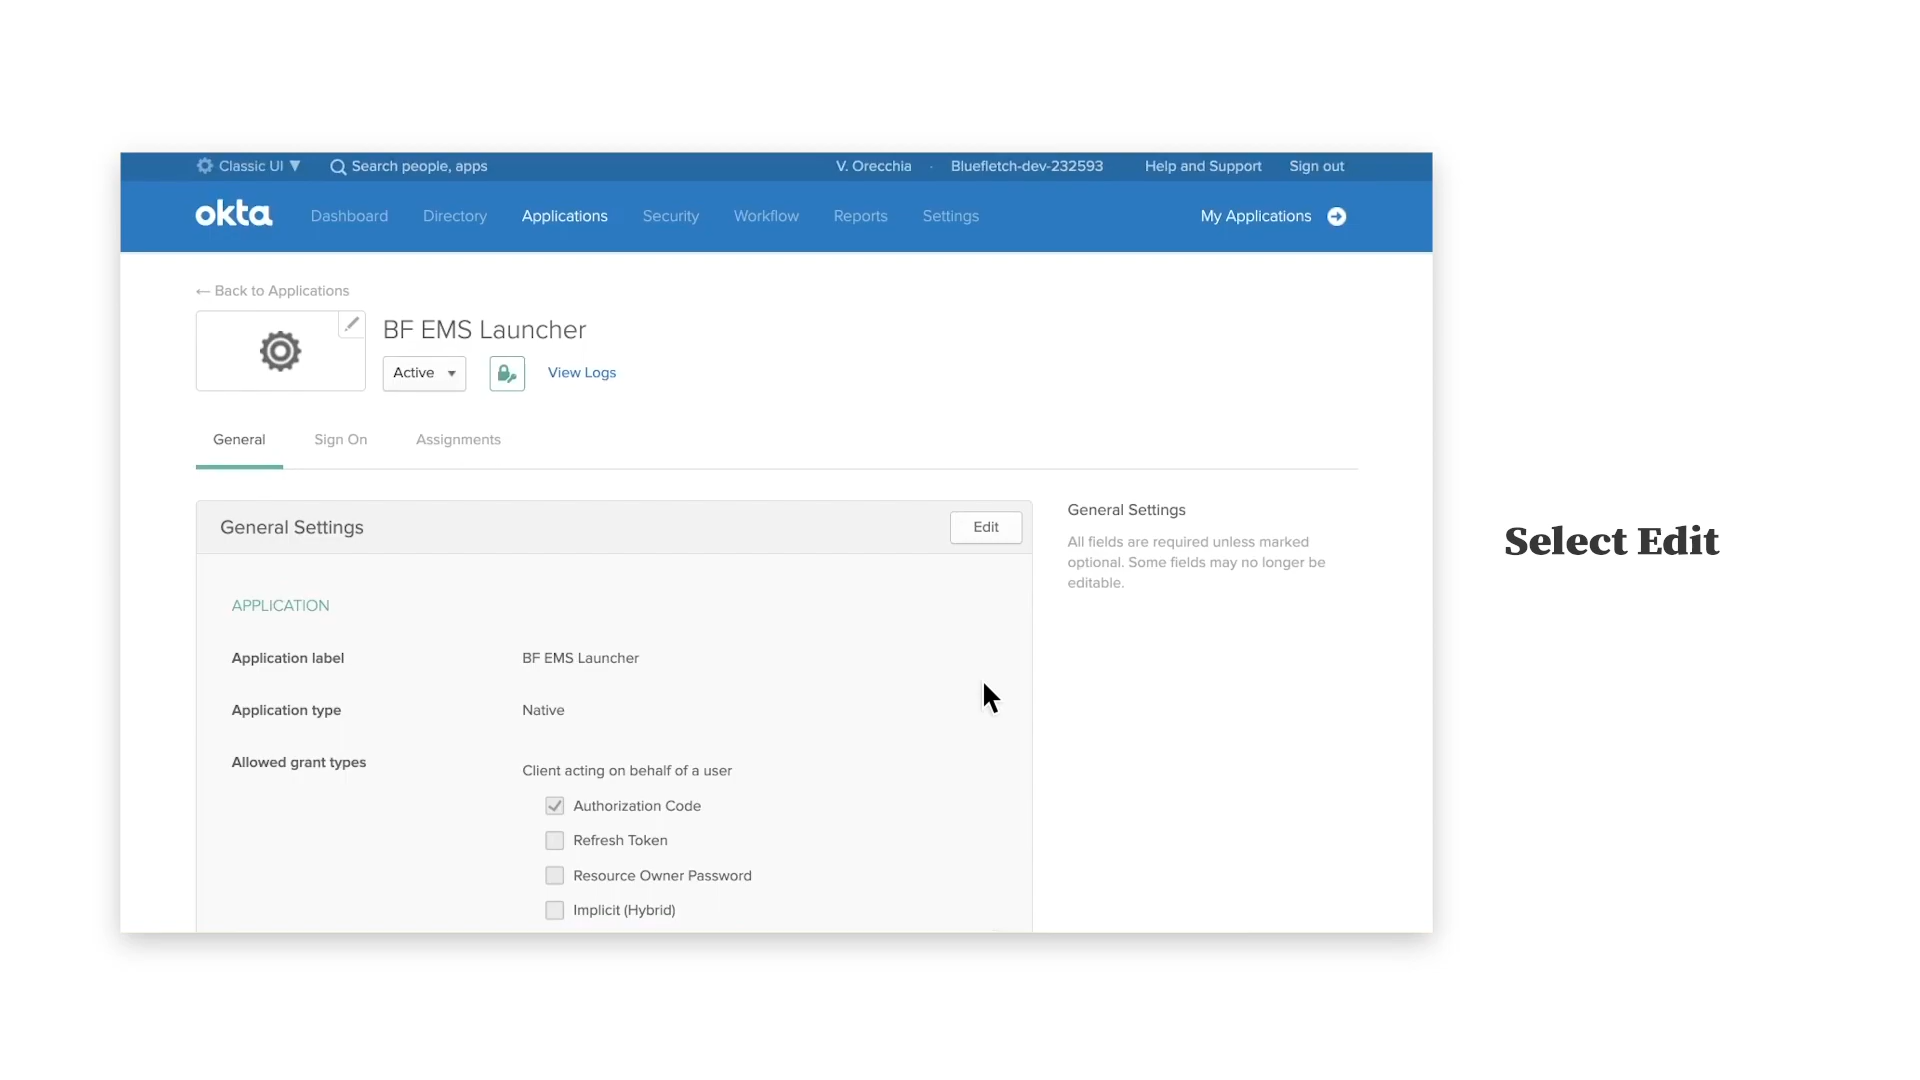 Classic UI ▼ Search people, apps V. Orecchia · Bluefletch-dev-232593 Help and Support Sign out
okta Dashboard Directory Applications Security Workflow Reports Settings My Applications
← Back to Applications
BF EMS Launcher
Active View Logs
General Sign On Assignments
General Settings Edit
APPLICATION
Application label BF EMS Launcher
Application type Native
Allowed grant types
Client acting on behalf of a user
Authorization Code
Refresh Token
Resource Owner Password
Implicit (Hybrid)
General Settings
All fields are required unless marked
optional. Some fields may no longer be
editable.
Select Edit